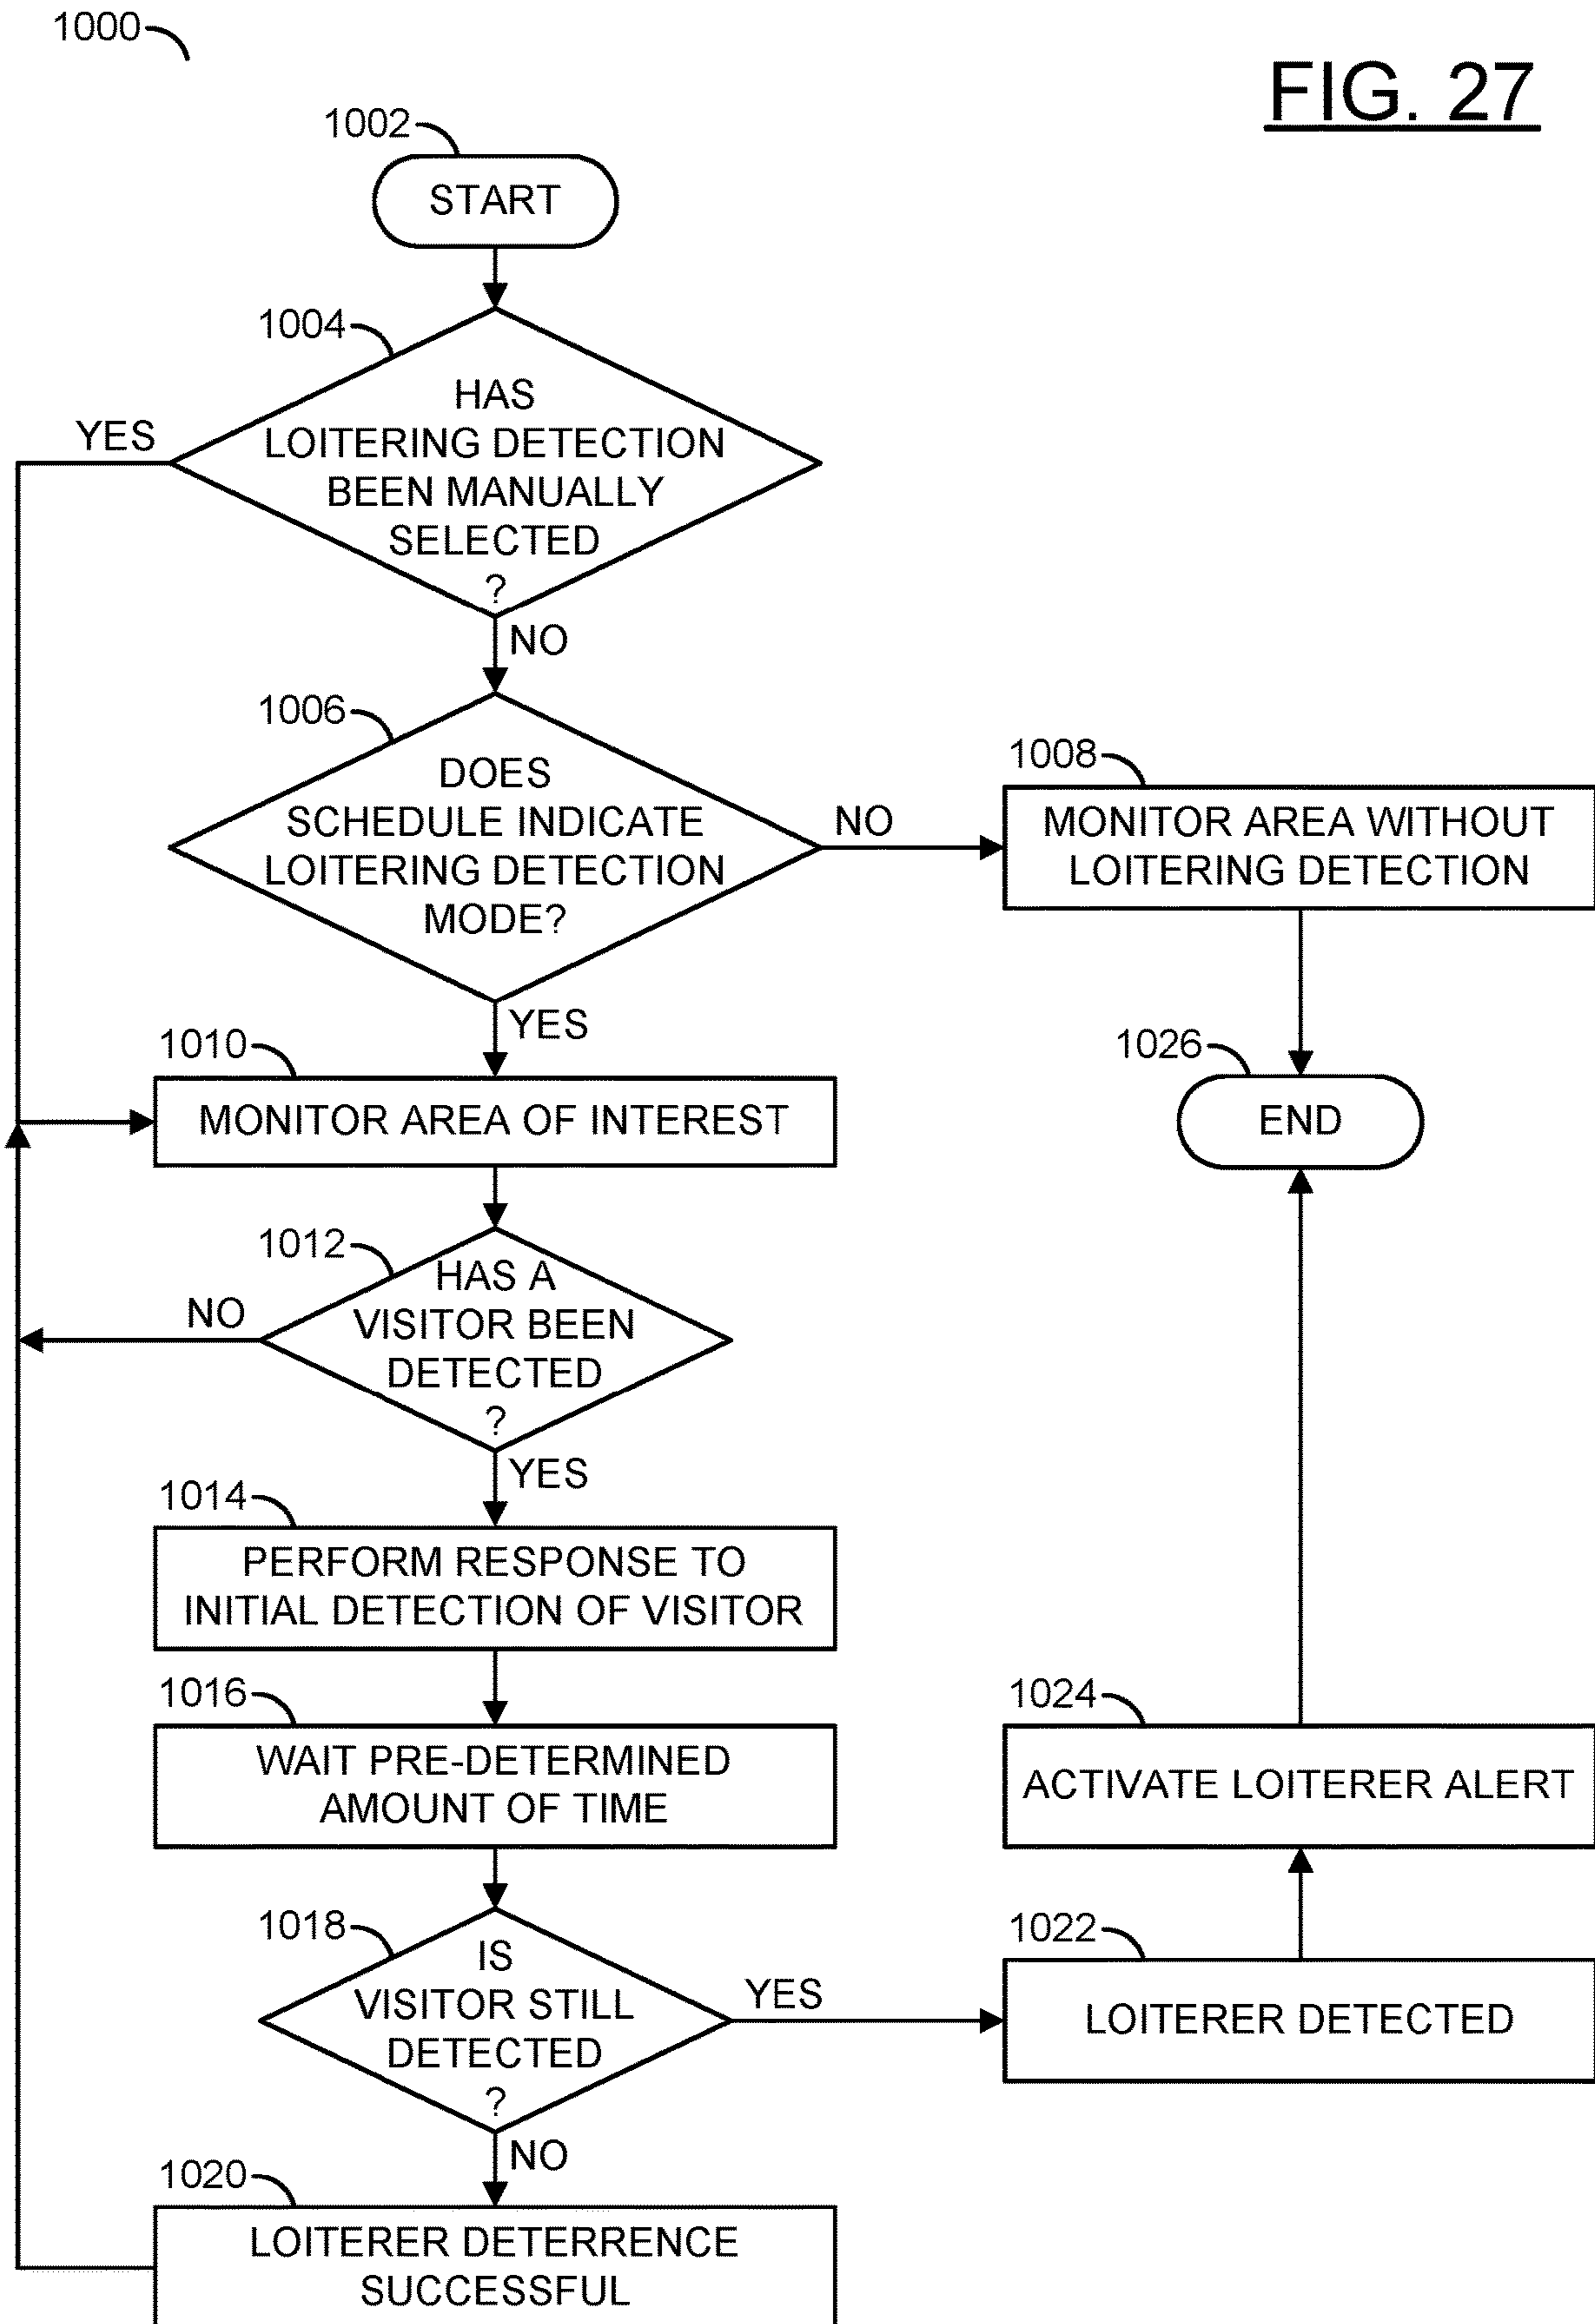 1000
FIG. 27
1002
START
1004
HAS
LOITERING DETECTION
BEEN MANUALLY
SELECTED
?
YES
NO
1006
DOES
SCHEDULE INDICATE
LOITERING DETECTION
MODE?
NO
1008
MONITOR AREA WITHOUT
LOITERING DETECTION
YES
1010
MONITOR AREA OF INTEREST
1026
END
1012
HAS A
VISITOR BEEN
DETECTED
?
NO
YES
1014
PERFORM RESPONSE TO
INITIAL DETECTION OF VISITOR
1016
WAIT PRE-DETERMINED
AMOUNT OF TIME
1024
ACTIVATE LOITERER ALERT
1018
IS
VISITOR STILL
DETECTED
?
YES
1022
LOITERER DETECTED
NO
1020
LOITERER DETERRENCE
SUCCESSFUL